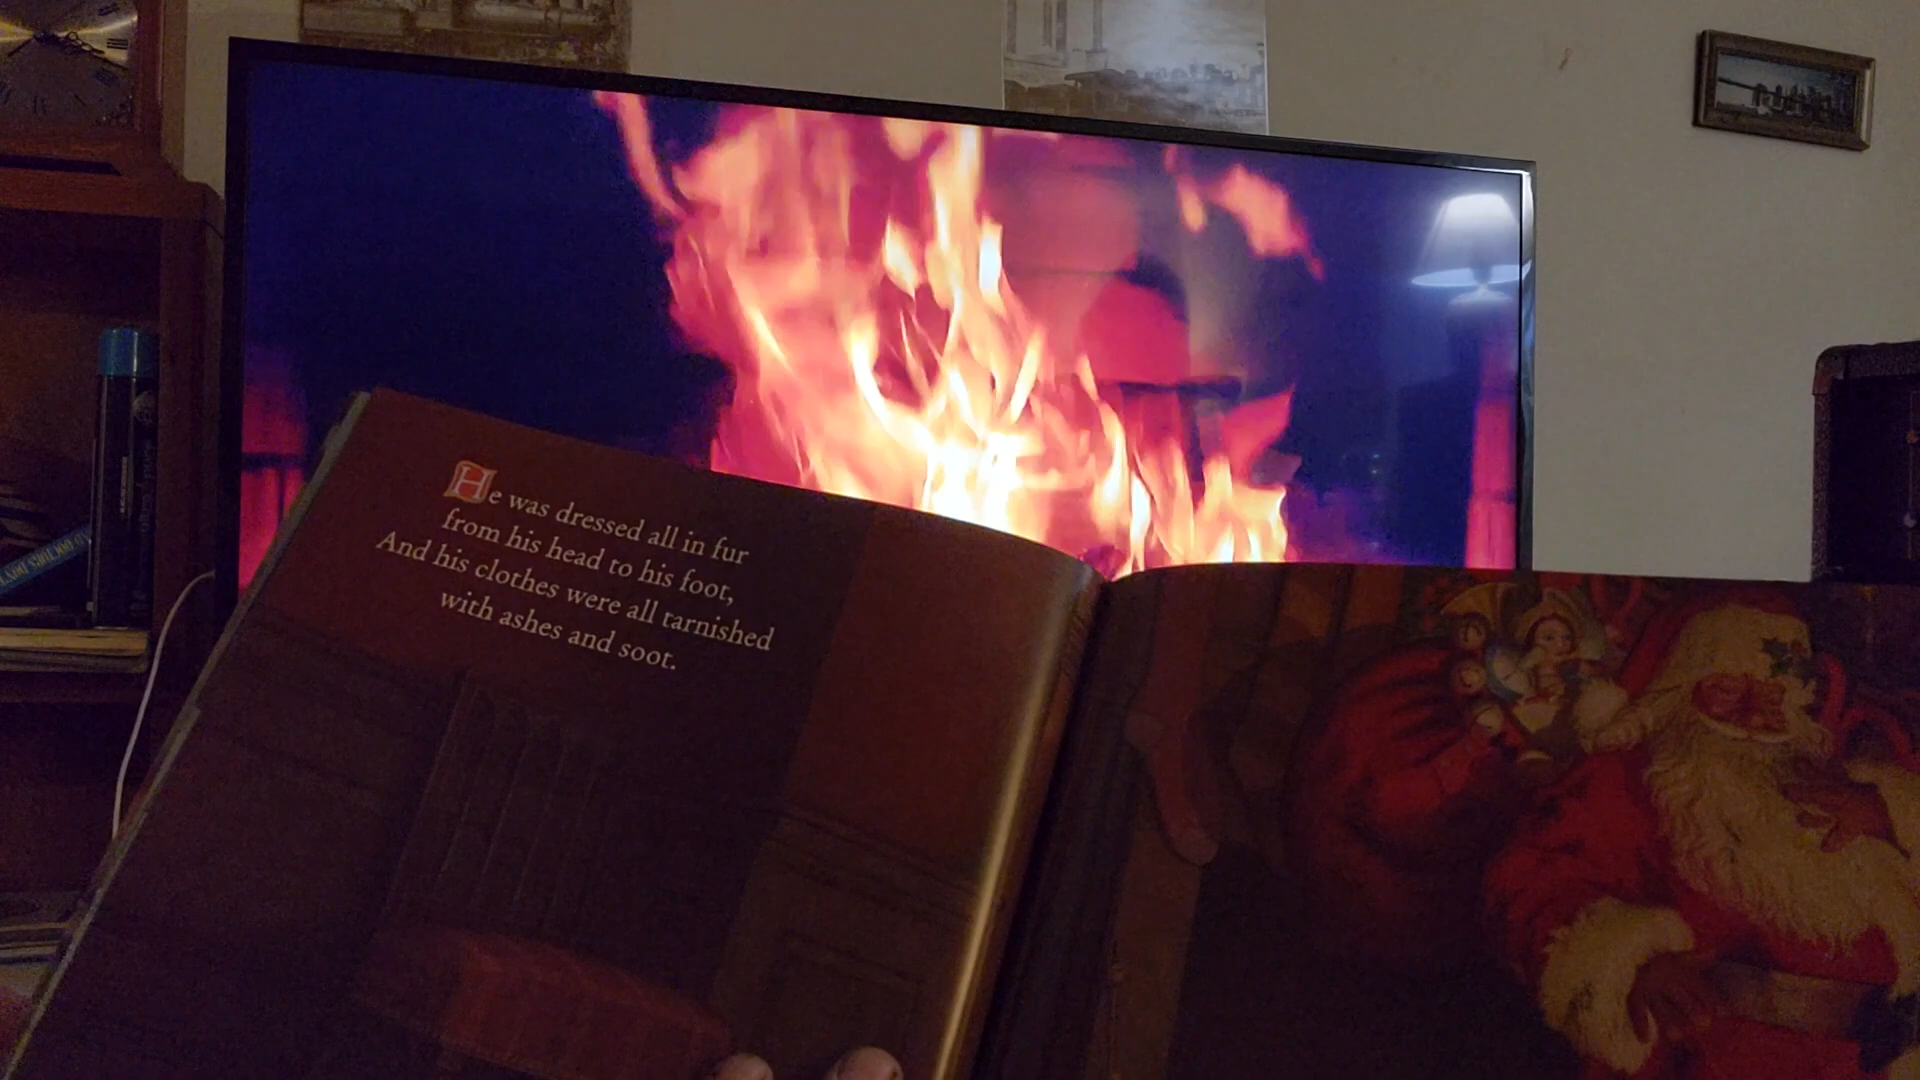 He was dressed all in fur
from his head to his foot,
And his clothes were all tarnished
with ashes and soot.